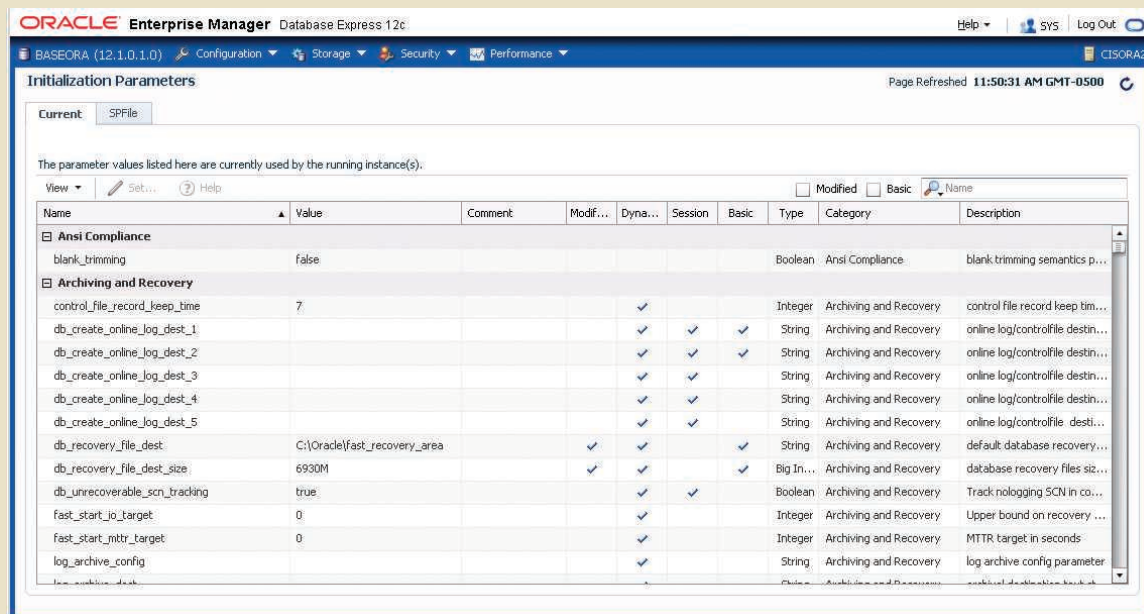 ORACLE Enterprise Manager Database Express 12c Help SYS Log Out
BASEORA (12.1.0.1.0) Configuration Storage Security Performance CISORA2
Initialization Parameters Page Refreshed 11:50:31 AM GMT-0500
Current SPFile
The parameter values listed here are currently used by the running instance(s).
View Set... Help Modified Basic Name
Name Value Comment Modif... Dyna... Session Basic Type Category Description
Ansi Compliance
blank_trimming false Boolean Ansi Compliance blank trimming semantics p...
Archiving and Recovery
control_file_record_keep_time 7 Integer Archiving and Recovery control file record keep tim...
db_create_online_log_dest_1 String Archiving and Recovery online log/controlfile destin...
db_create_online_log_dest_2 String Archiving and Recovery online log/controlfile destin...
db_create_online_log_dest_3 String Archiving and Recovery online log/controlfile destin...
db_create_online_log_dest_4 String Archiving and Recovery online log/controlfile destin...
db_create_online_log_dest_5 String Archiving and Recovery online log/controlfile desti...
db_recovery_file_dest C:\Oracle\fast_recovery_area String Archiving and Recovery default database recovery...
db_recovery_file_dest_size 6930M Big In... Archiving and Recovery database recovery files siz...
db_unrecoverable_scn_tracking true Boolean Archiving and Recovery Track nologging SCN in co...
fast_start_io_target 0 Integer Archiving and Recovery Upper bound on recovery ...
fast_start_mttr_target 0 Integer Archiving and Recovery MTTR target in seconds
log_archive_config String Archiving and Recovery log archive config parameter